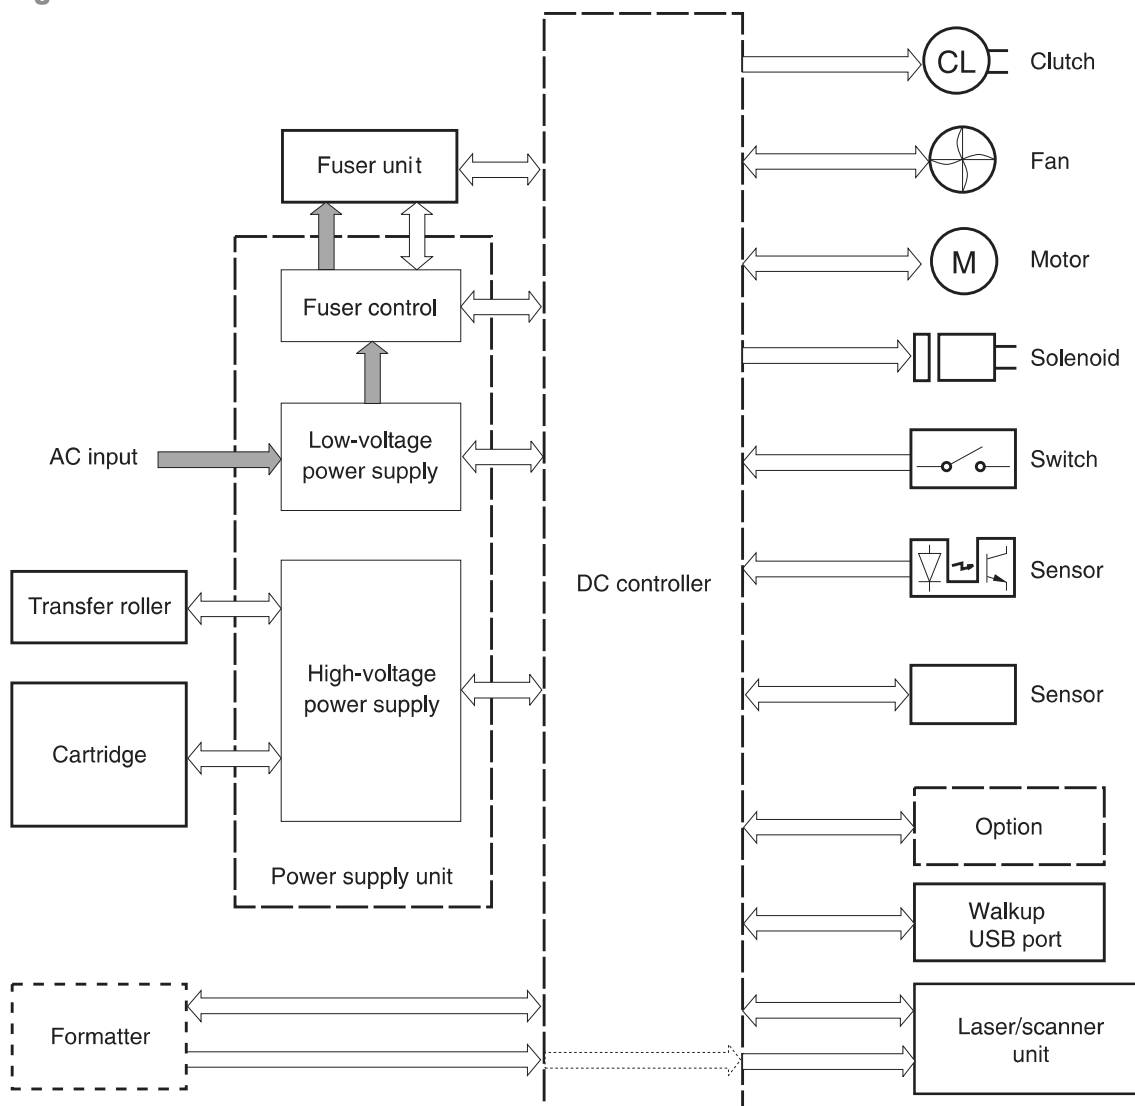 CL
Clutch
Fuser unit
Fan
M
Motor
Fuser control
Solenoid
AC input
Low-voltage
power supply
Switch
DC controller
Sensor
Transfer roller
High-voltage
power supply
Sensor
Cartridge
Option
Power supply unit
Walkup
USB port
Formatter
Laser/scanner
unit